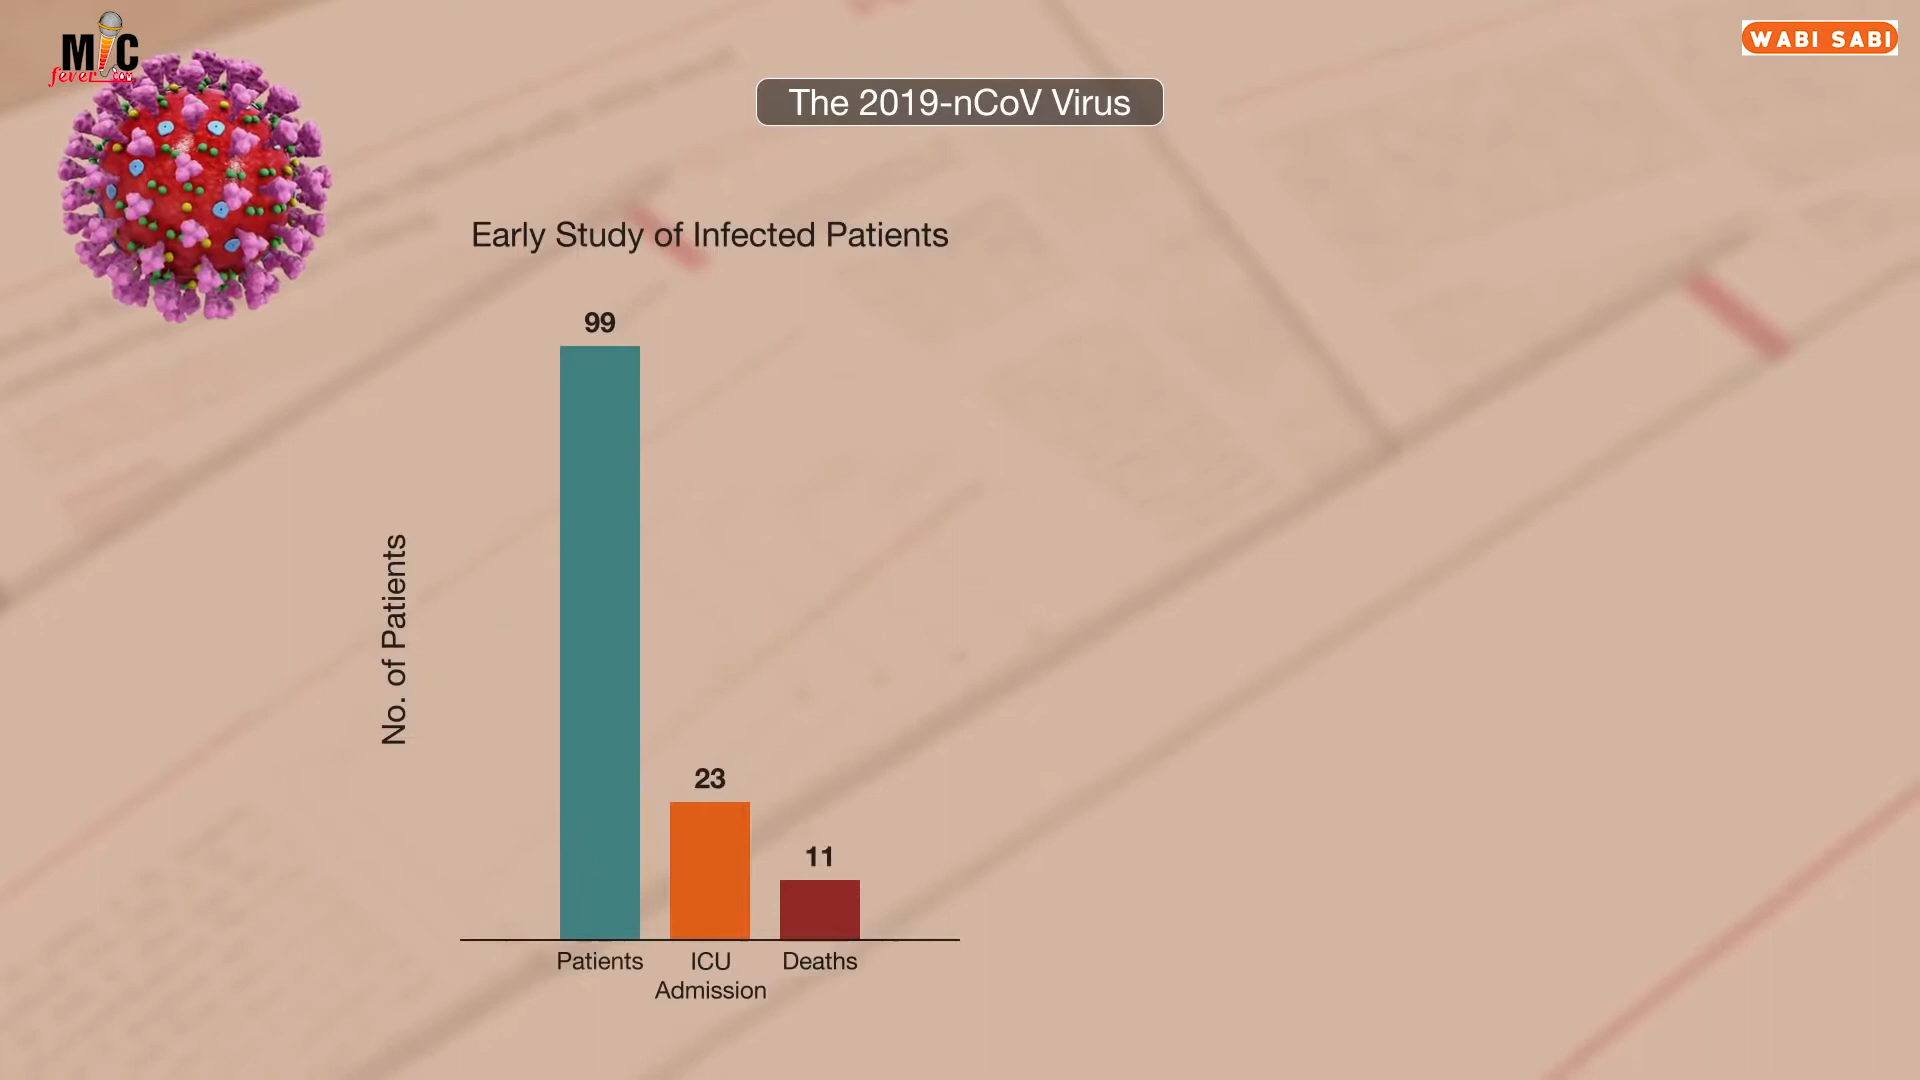 MIC
fever.com
WABI SABI
The 2019-nCoV Virus
Early Study of Infected Patients
99
23
11
No. of Patients
Patients
ICU
Admission
Deaths